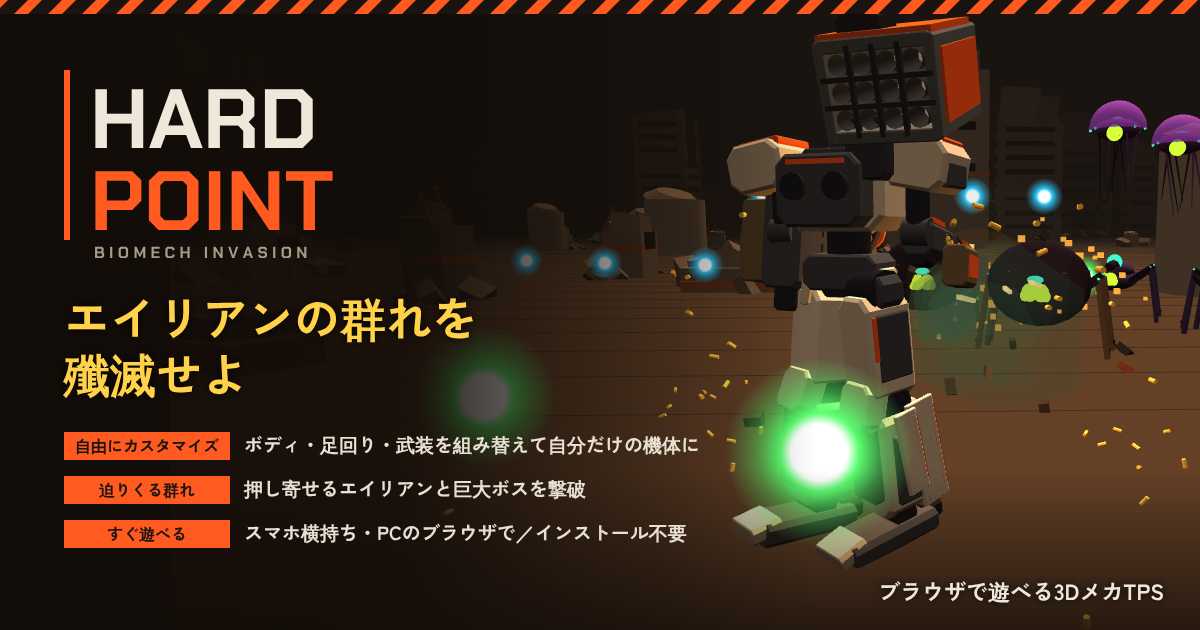 HARD
POINT
BIOMECH INVASION
エイリアンの群れを
殲滅せよ
自由にカスタマイズ ボディ・足回り・武装を組み替えて自分だけの機体に
迫りくる群れ 押し寄せるエイリアンと巨大ボスを撃破
すぐ遊べる スマホ横持ち・PCのブラウザで／インストール不要
ブラウザで遊べる3DメカTPS